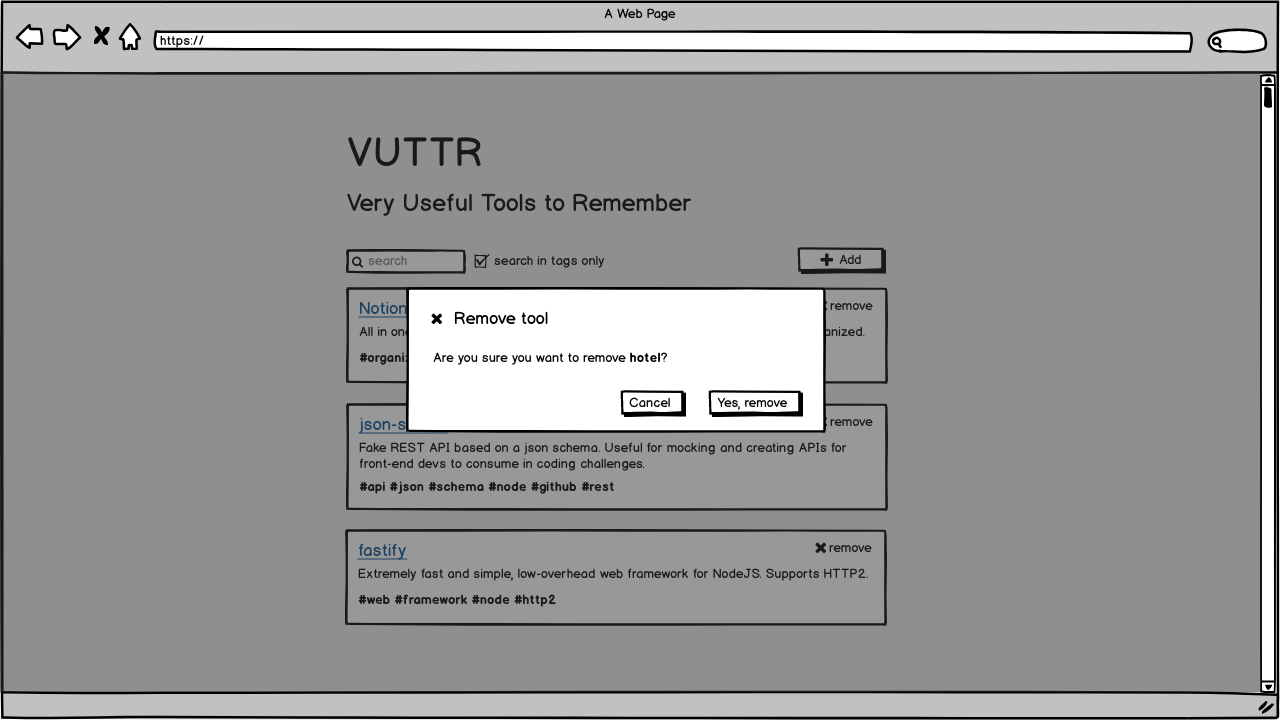 A Web Page
https://
VUTTR
Very Useful Tools to Remember
search
search in tags only
Add
Notion
remove
All in one
anized.
Remove tool
Are you sure you want to remove hotel?
Cancel
Yes, remove
remove
Fake REST API based on a json schema. Useful for mocking and creating APIs for
front-end devs to consume in coding challenges.
#api #json #schema #node #github #rest
fastify
remove
Extremely fast and simple, low-overhead web framework for NodeJS. Supports HTTP2.
#web #framework #node #http2